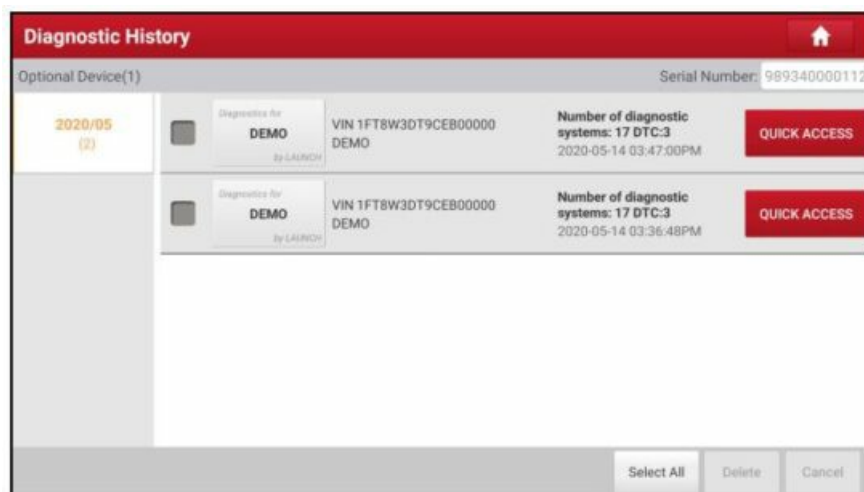 Diagnostic History
Optional Device(1)
Serial Number: 989340000112
2020/05
(2)
Diagnostics for
DEMO
by LAUNCH
VIN 1FT8W3DT9CEB00000
DEMO
Number of diagnostic
systems: 17 DTC:3
2020-05-14 03:47:00PM
QUICK ACCESS
Diagnostics for
DEMO
by LAUNCH
VIN 1FT8W3DT9CEB00000
DEMO
Number of diagnostic
systems: 17 DTC:3
2020-05-14 03:36:48PM
QUICK ACCESS
Select All
Delete
Cancel